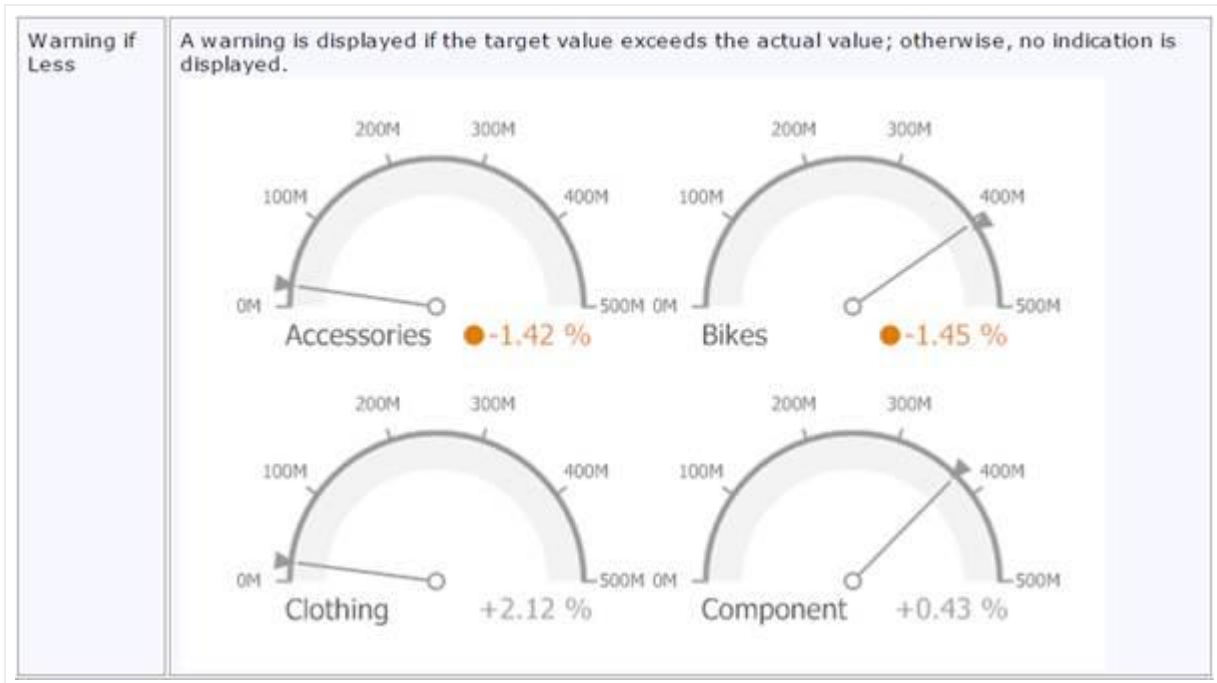 Warning if
Less
A warning is displayed if the target value exceeds the actual value; otherwise, no indication is
displayed.
200M 300M
100M 400M
0M 500M
Accessories -1.42 %
200M 300M
100M 400M
0M 500M
Bikes -1.45 %
200M 300M
100M 400M
0M 500M
Clothing +2.12 %
200M 300M
100M 400M
0M 500M
Component +0.43 %